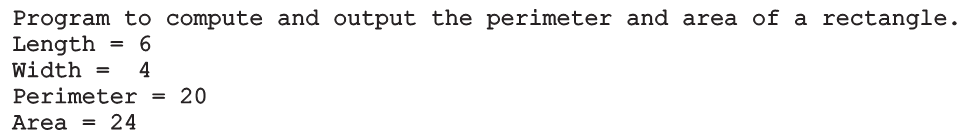 Program to compute and output the perimeter and area of a rectangle.
Length = 6
Width =  4
Perimeter = 20
Area = 24